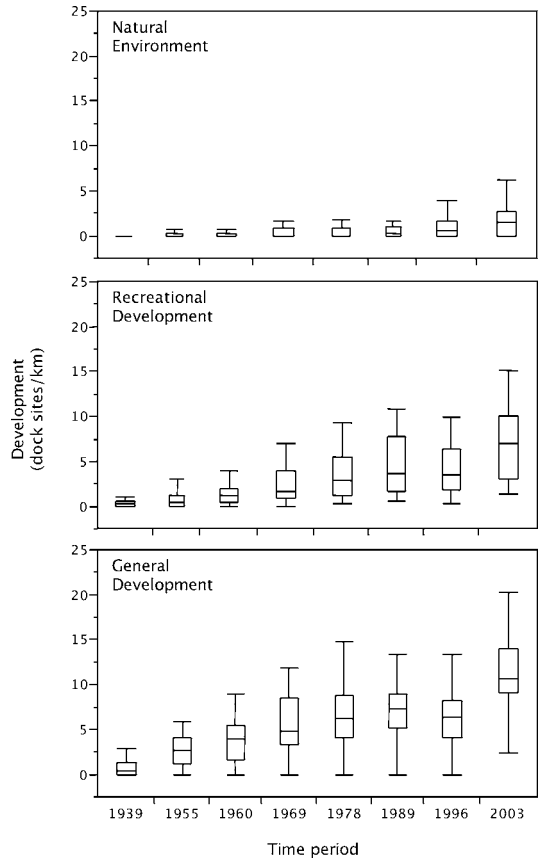 25
20
15
10
5
0
Natural
Environment
25
20
15
10
5
0
Recreational
Development
Development
(dock sites/km)
25
20
15
10
5
0
General
Development
1939 1955 1960 1969 1978 1989 1996 2003
Time period